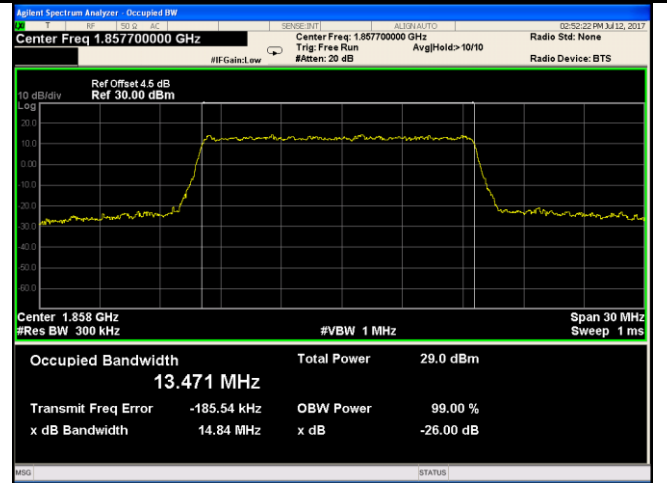 Agilent Spectrum Analyzer - Occupied BW
T RF 50 Ω AC SENSE:INT ALIGN AUTO 02:52:22 PM Jul 12, 2017
Center Freq 1.857700000 GHz
Center Freq: 1.857700000 GHz Radio Std: None
Trig: Free Run Avg|Hold:>10/10
#IFGain:Low #Atten: 20 dB Radio Device: BTS
Ref Offset 4.5 dB
10 dB/div Ref 30.00 dBm
Log
20.0
10.0
0.00
-10.0
-20.0
-30.0
-40.0
-50.0
-60.0
Center 1.858 GHz Span 30 MHz
#Res BW 300 kHz #VBW 1 MHz Sweep 1 ms
Occupied Bandwidth Total Power 29.0 dBm
13.471 MHz
Transmit Freq Error -185.54 kHz OBW Power 99.00 %
x dB Bandwidth 14.84 MHz x dB -26.00 dB
MSG STATUS